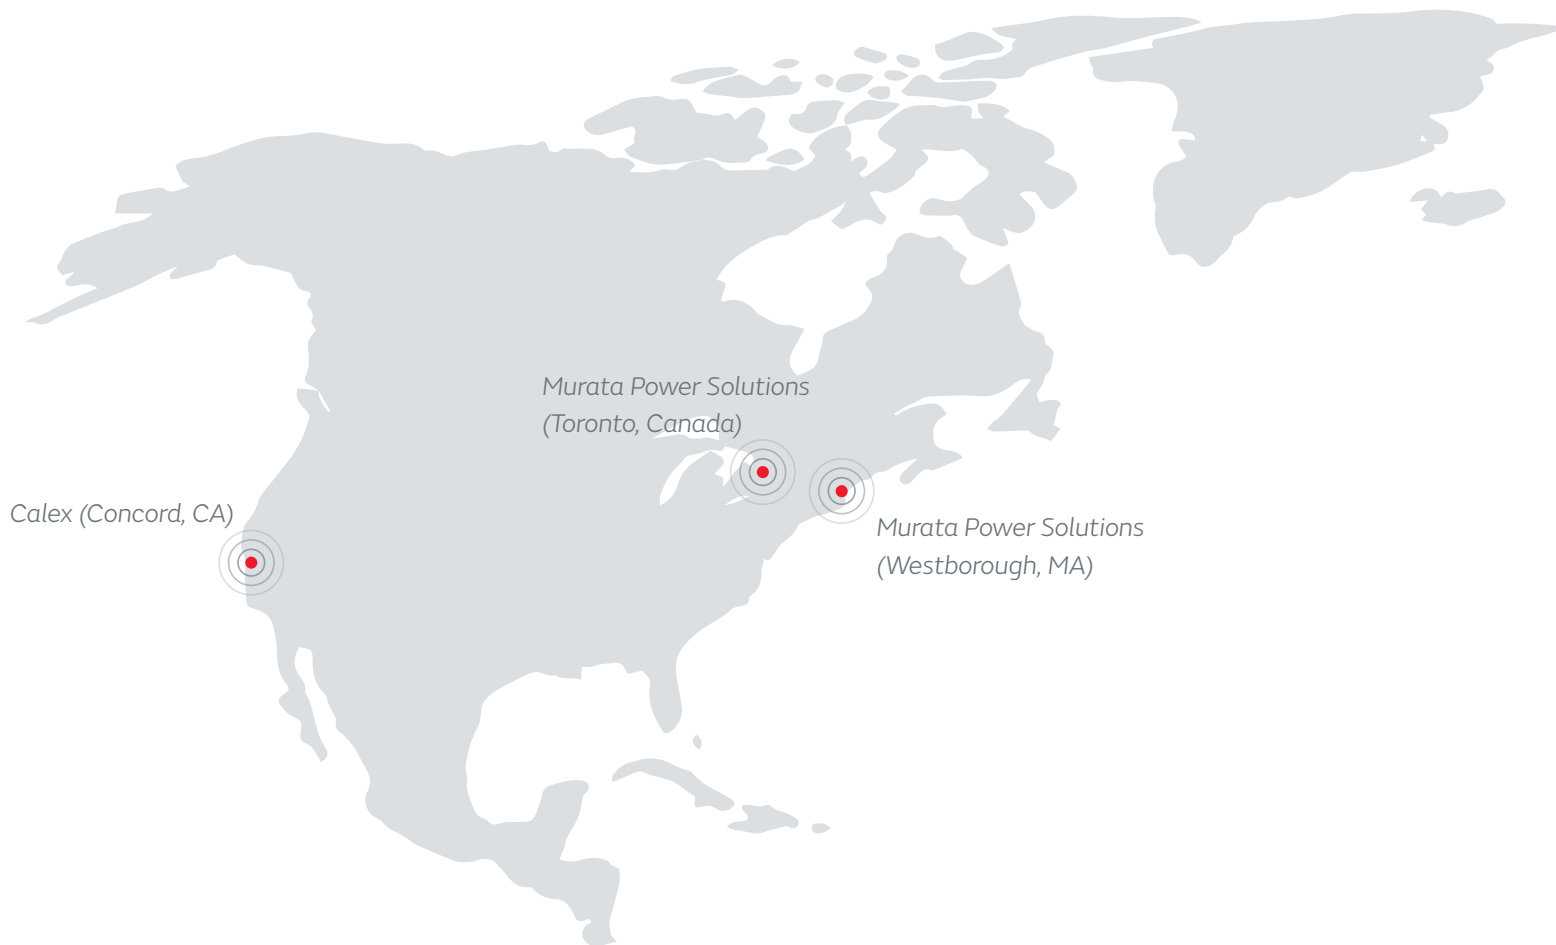 Murata Power Solutions
(Toronto, Canada)
Calex (Concord, CA)
Murata Power Solutions
(Westborough, MA)